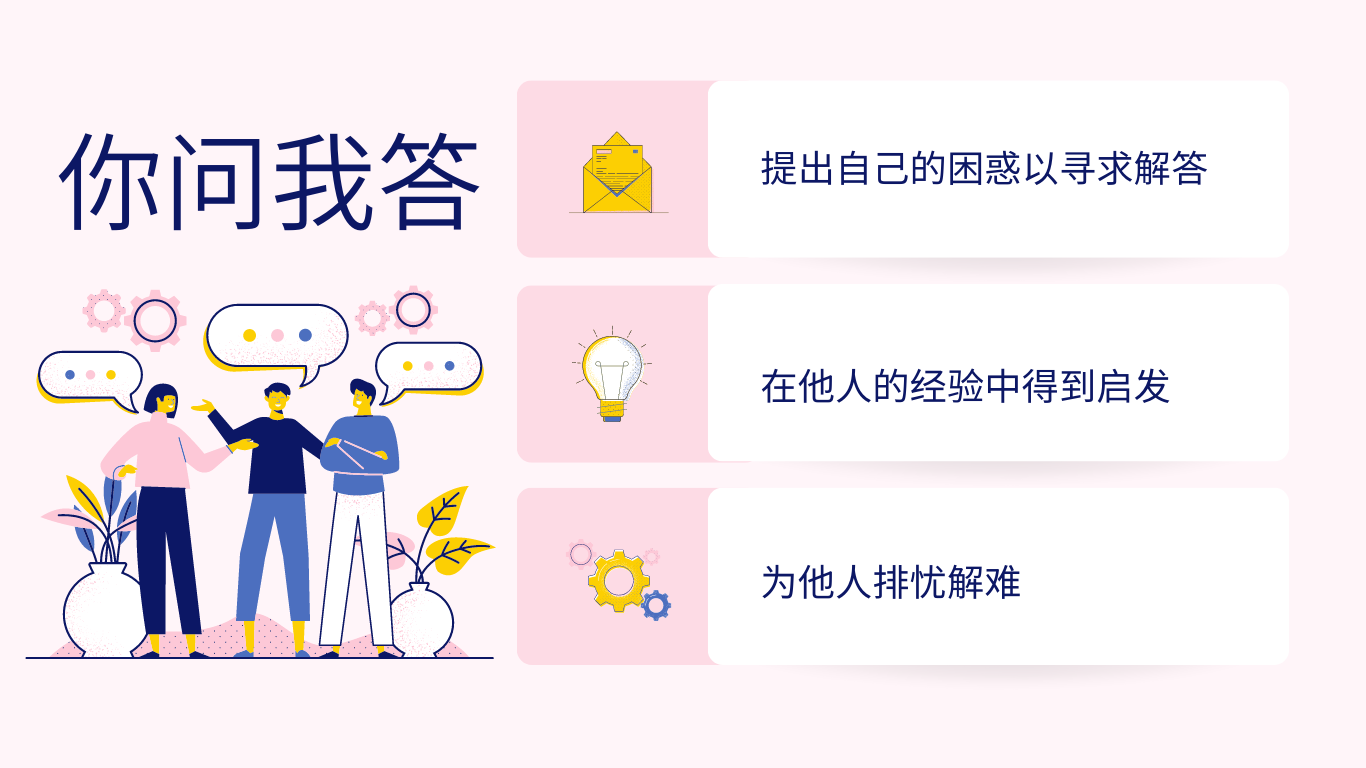 你问我答
提出自己的困惑以寻求解答
在他人的经验中得到启发
为他人排忧解难